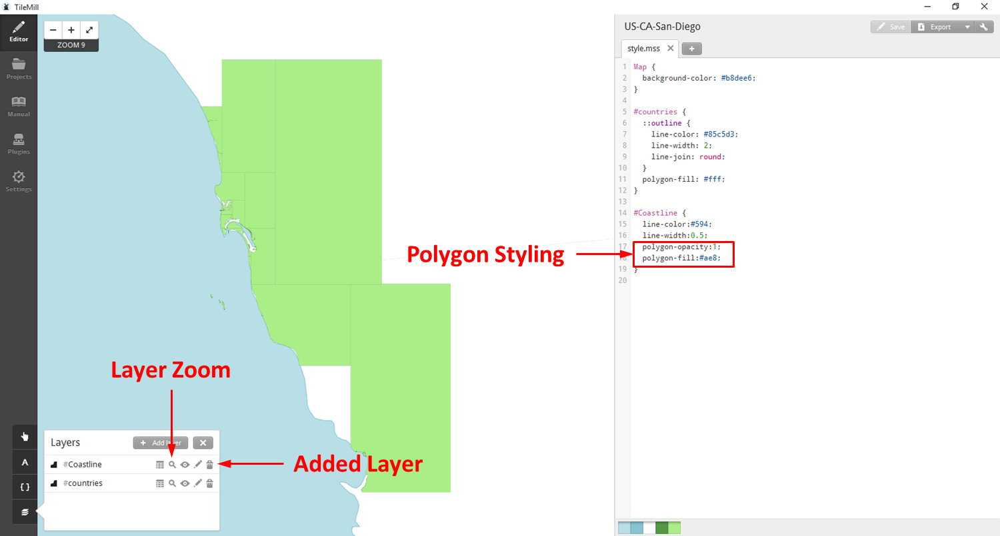 TileMill
Editor
Projects
Manual
Plugins
Settings
A
{ }
− + 
ZOOM 9
US-CA-San-Diego
Save
Export
style.mss
+
1 Map {
2 background-color: #b8dee6;
3 }
4
5 #countries {
6 ::outline {
7 line-color: #85c5d3;
8 line-width: 2;
9 line-join: round;
10 }
11 polygon-fill: #fff;
12 }
13
14 #Coastline {
15 line-color:#594;
16 line-width:0.5;
17 polygon-opacity:1;
18 polygon-fill:#ae8;
19 }
20
Polygon Styling
Layer Zoom
Added Layer
Layers
+ Add layer
#Coastline
#countries